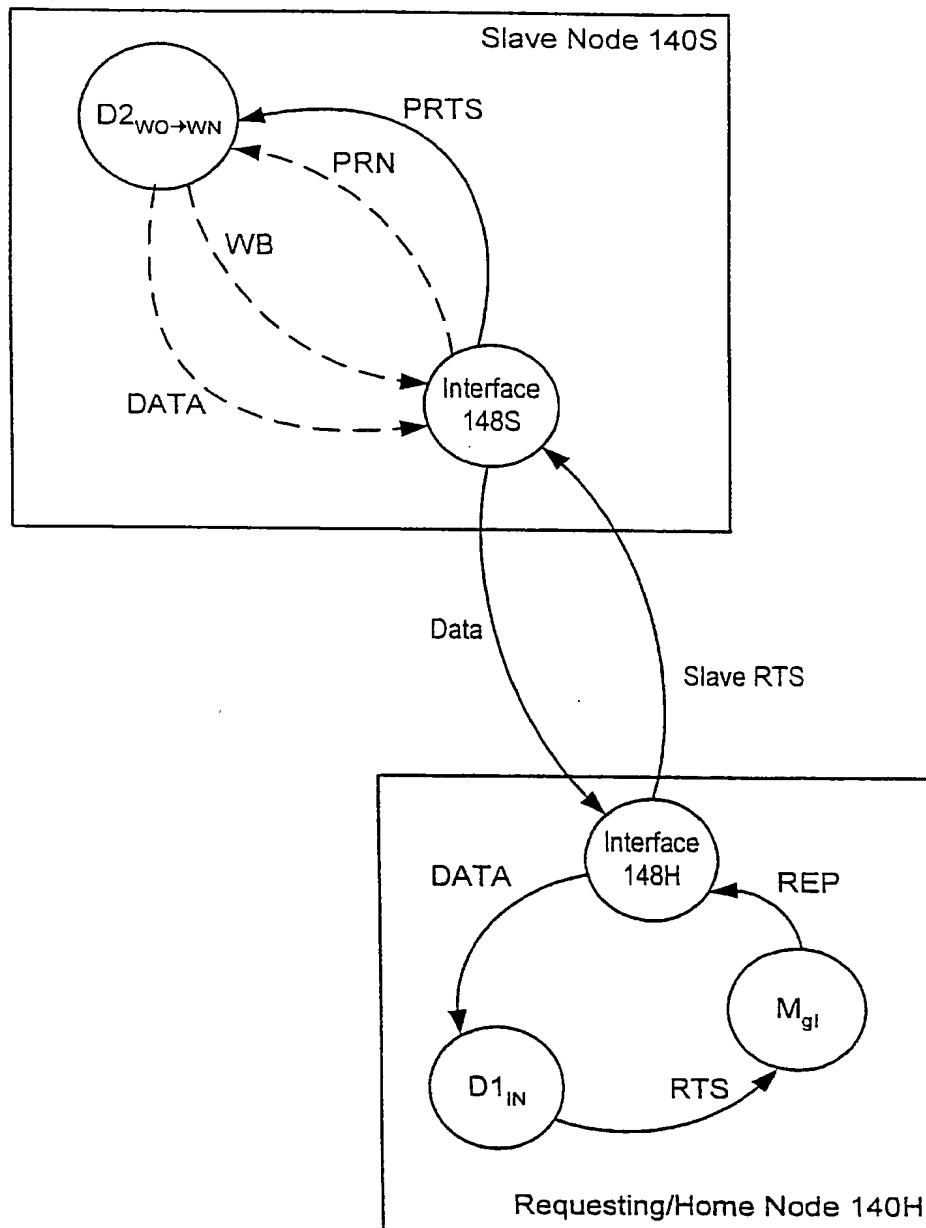 Slave Node 140S
D2WO→WN
PRTS
PRN
WB
DATA
Interface
148S
Data
Slave RTS
Interface
148H
DATA
REP
Mgl
D1IN
RTS
Requesting/Home Node 140H